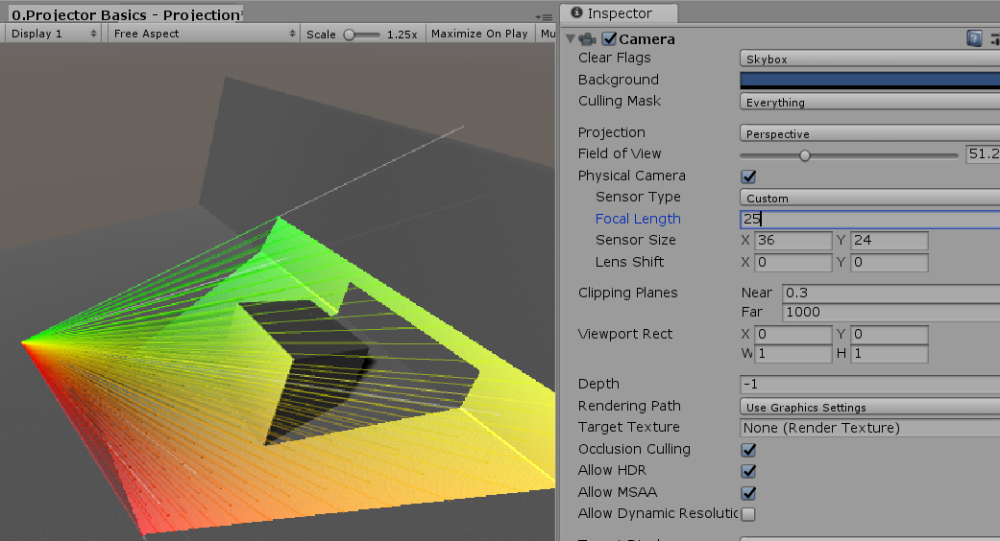 0.Projector Basics - Projection
Display 1
Free Aspect
Scale
1.25x
Maximize On Play
Mu
Inspector
Camera
Clear Flags
Skybox
Background
Culling Mask
Everything
Projection
Perspective
Field of View
51.2
Physical Camera
Sensor Type
Custom
Focal Length
25
Sensor Size
X 36 Y 24
Lens Shift
X 0 Y 0
Clipping Planes
Near 0.3
Far 1000
Viewport Rect
X 0 Y 0
W 1 H 1
Depth
-1
Rendering Path
Use Graphics Settings
Target Texture
None (Render Texture)
Occlusion Culling
Allow HDR
Allow MSAA
Allow Dynamic Resolutic